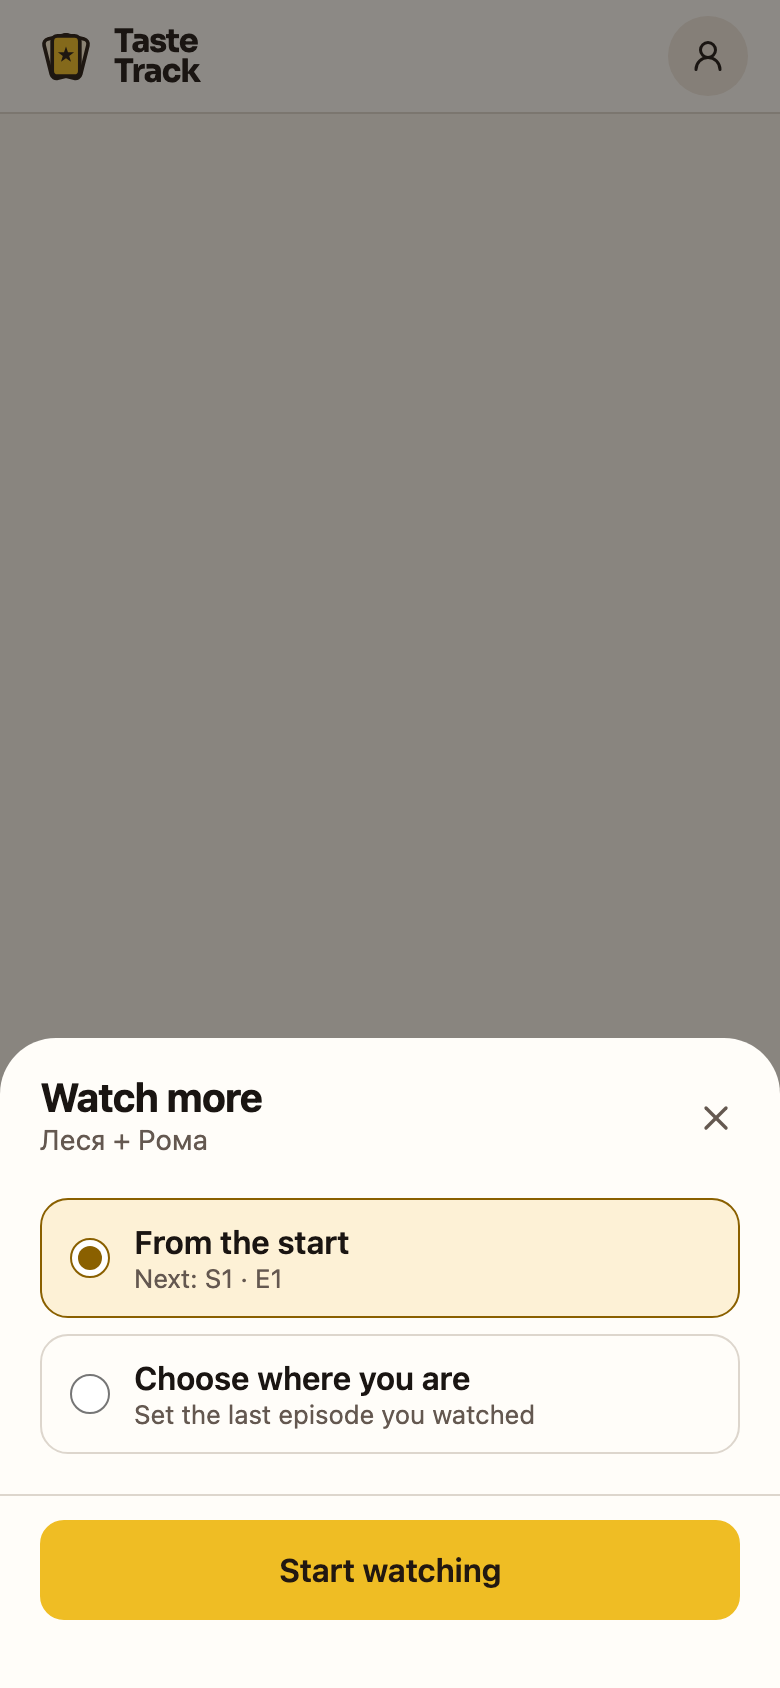 Taste
Track
Watch more
Леся + Рома
From the start
Next: S1 · E1
Choose where you are
Set the last episode you watched
Start watching